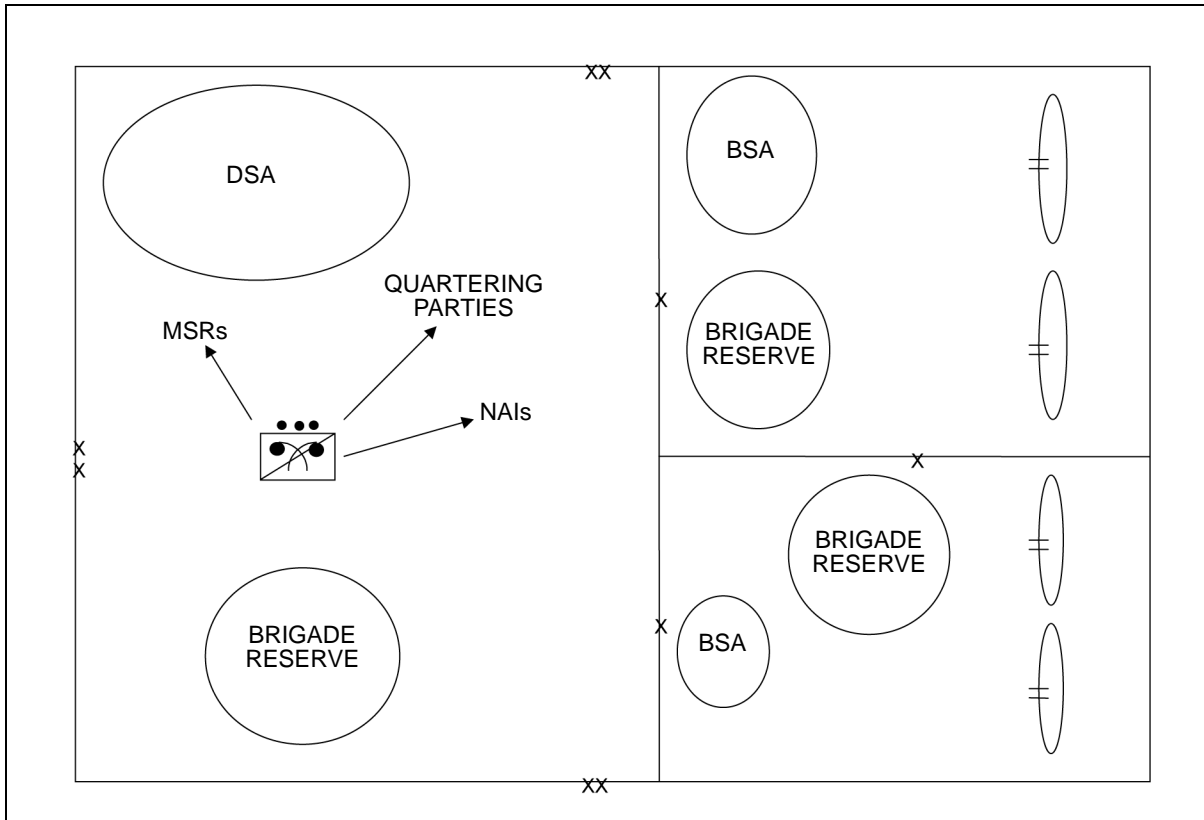 XX
DSA
BSA
QUARTERING
PARTIES
MSRs
X
BRIGADE
RESERVE
NAIs
X
X
X
BRIGADE
RESERVE
X
BRIGADE
RESERVE
BSA
XX